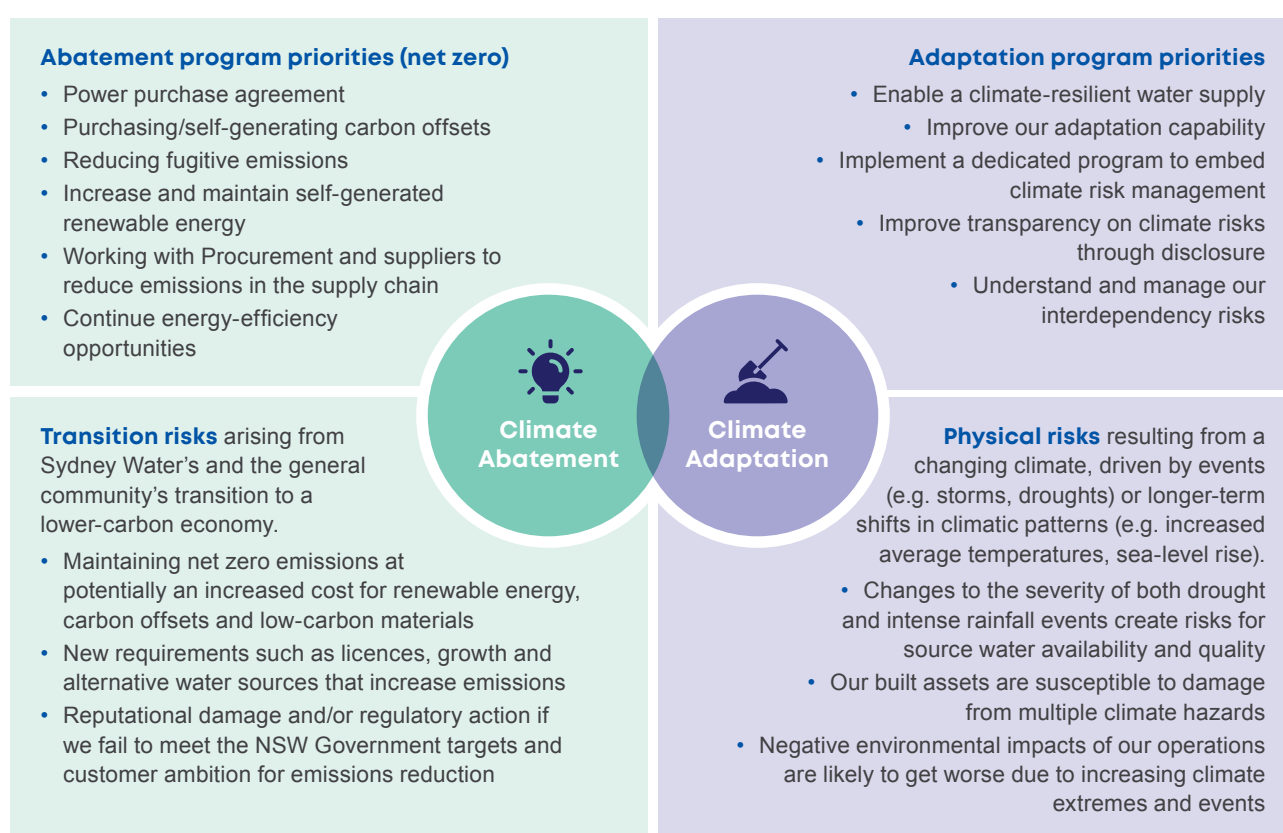 Abatement program priorities (net zero)
• Power purchase agreement
• Purchasing/self-generating carbon offsets
• Reducing fugitive emissions
• Increase and maintain self-generated
renewable energy
• Working with Procurement and suppliers to
reduce emissions in the supply chain
• Continue energy-efficiency
opportunities
Adaptation program priorities
• Enable a climate-resilient water supply
• Improve our adaptation capability
• Implement a dedicated program to embed
climate risk management
• Improve transparency on climate risks
through disclosure
• Understand and manage our
interdependency risks
Climate
Abatement
Climate
Adaptation
Transition risks arising from
Sydney Water's and the general
community's transition to a
lower-carbon economy.
• Maintaining net zero emissions at
potentially an increased cost for renewable energy,
carbon offsets and low-carbon materials
• New requirements such as licences, growth and
alternative water sources that increase emissions
• Reputational damage and/or regulatory action if
we fail to meet the NSW Government targets and
customer ambition for emissions reduction
Physical risks resulting from a
changing climate, driven by events
(e.g. storms, droughts) or longer-term
shifts in climatic patterns (e.g. increased
average temperatures, sea-level rise).
• Changes to the severity of both drought
and intense rainfall events create risks for
source water availability and quality
• Our built assets are susceptible to damage
from multiple climate hazards
• Negative environmental impacts of our operations
are likely to get worse due to increasing climate
extremes and events